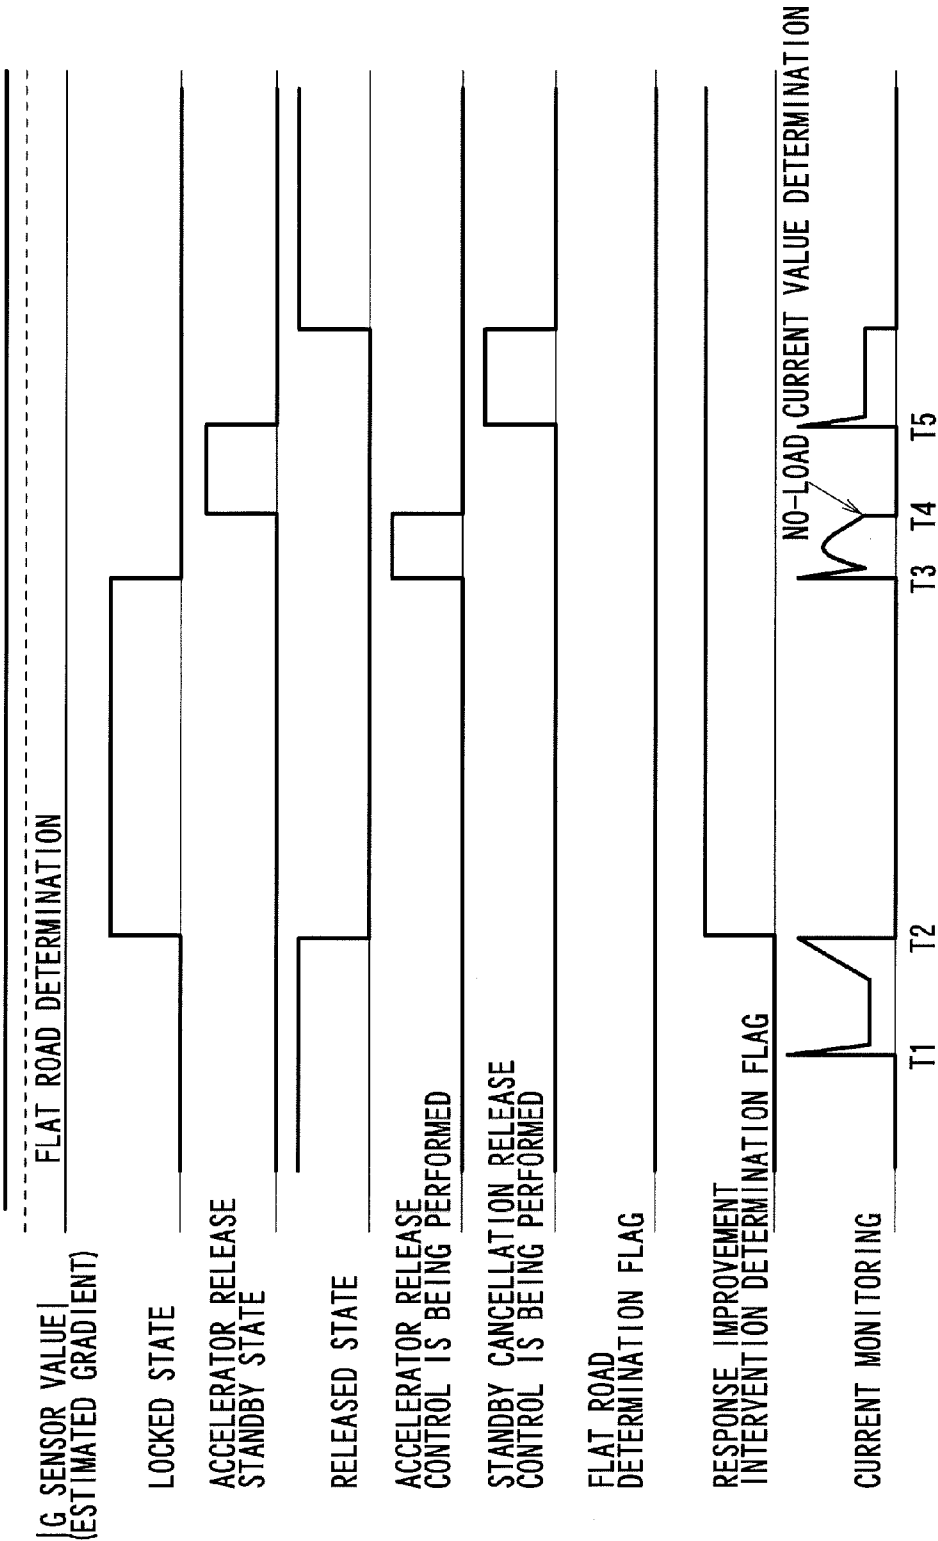 |G SENSOR VALUE|
(ESTIMATED GRADIENT)
FLAT ROAD DETERMINATION
LOCKED STATE
ACCELERATOR RELEASE
STANDBY STATE
RELEASED STATE
ACCELERATOR RELEASE
CONTROL IS BEING PERFORMED
STANDBY CANCELLATION RELEASE
CONTROL IS BEING PERFORMED
FLAT ROAD
DETERMINATION FLAG
RESPONSE IMPROVEMENT
INTERVENTION DETERMINATION FLAG
NO-LOAD CURRENT VALUE DETERMINATION
CURRENT MONITORING
T1 T2 T3 T4 T5